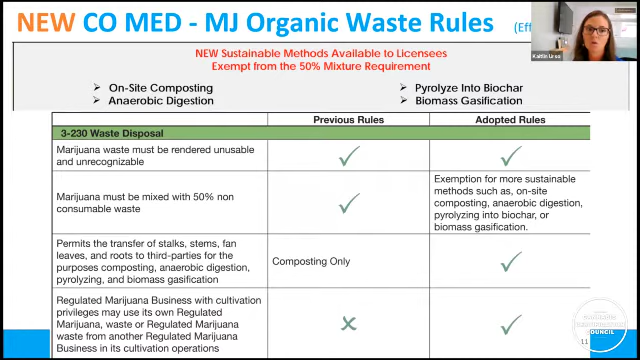 NEW CO MED - MJ Organic Waste Rules (Eff
NEW Sustainable Methods Available to Licensees
Exempt from the 50% Mixture Requirement
➢ On-Site Composting
➢ Anaerobic Digestion
➢ Pyrolyze Into Biochar
➢ Biomass Gasification
Previous Rules
Adopted Rules
3-230 Waste Disposal
Marijuana waste must be rendered unusable
and unrecognizable
✓
✓
Marijuana must be mixed with 50% non
consumable waste
✓
Exemption for more sustainable
methods such as, on-site
composting, anaerobic digestion,
pyrolyzing into biochar, or
biomass gasification.
Permits the transfer of stalks, stems, fan
leaves, and roots to third-parties for the
purposes composting, anaerobic digestion,
pyrolyzing, and biomass gasification
Composting Only
✓
Regulated Marijuana Business with cultivation
privileges may use its own Regulated
Marijuana, waste or Regulated Marijuana
waste from another Regulated Marijuana
Business in its cultivation operations
×
✓
Kaitlin Urso
COUNCIL
11